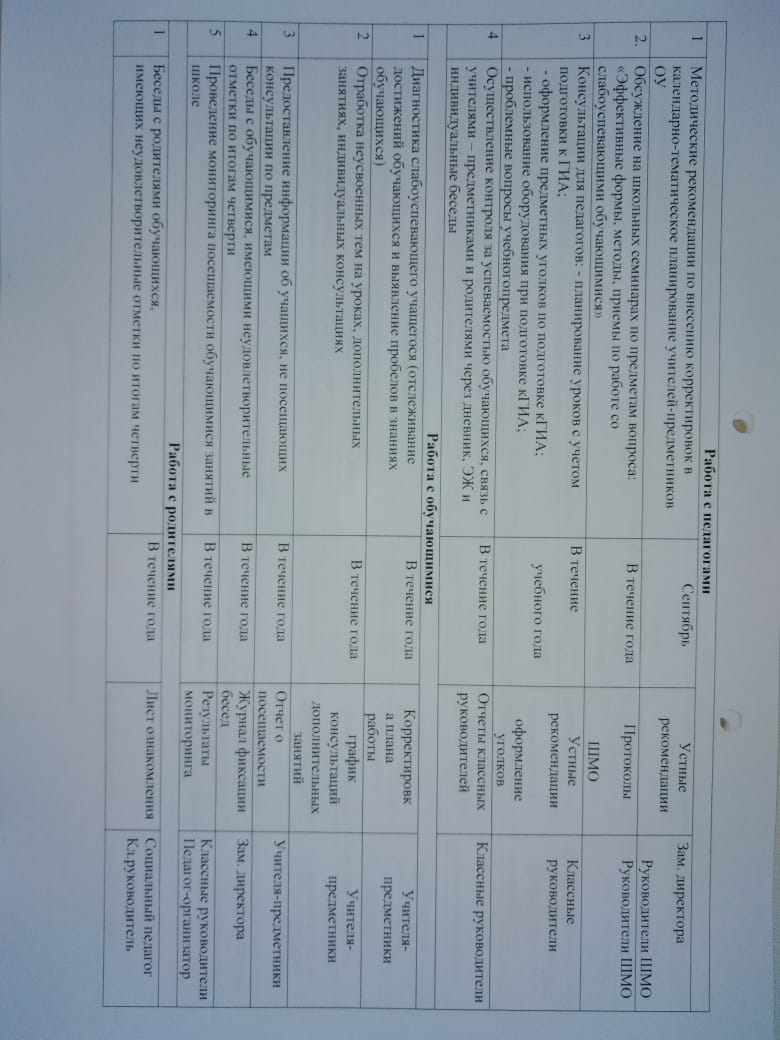 Работа с педагогами
1 Методические рекомендации по внесению корректировок в Сентябрь Устные Зам. директора
календарно-тематическое планирование учителей-предметников рекомендации
ОУ Руководители ШМО
2. Обсуждение на школьных семинарах по предметам вопроса: В течение года Протоколы Руководители ШМО
«Эффективные формы, методы, приемы по работе со
слабоуспевающими обучающимися» ШМО
3 Консультации для педагогов: - планирование уроков с учетом В течение Устные Классные
подготовки к ГИА; рекомендации руководители
- оформление предметных уголков по подготовке кГИА; учебного года
- использование оборудования при подготовке кГИА; оформление
- проблемные вопросы учебногопредмета уголков
4 Осуществление контроля за успеваемостью обучающихся, связь с В течение года Отчеты классных Классные руководители
учителями – предметниками и родителями через дневник, ЭЖ и руководителей
индивидуальные беседы
Работа с обучающимися
1 Диагностика слабоуспевающего учащегося (отслеживание В течение года Корректировк Учителя-
достижений обучающихся и выявление пробелов в знаниях а плана предметники
обучающихся) работы
2 Отработка неусвоенных тем на уроках, дополнительных В течение года график Учителя-
занятиях, индивидуальных консультациях консультаций предметники
дополнительных
занятий
3 Предоставление информации об учащихся, не посещающих В течение года Отчет о Учителя-предметники
консультации по предметам посещаемости
4 Беседы с обучающимися, имеющими неудовлетворительные В течение года Журнал фиксации Зам. директора
отметки по итогам четверти бесед
5 Проведение мониторинга посещаемости обучающимися занятий в В течение года Результаты Классные руководители
школе мониторинга Педагог-организатор
Работа с родителями
1 Беседы с родителями обучающихся, В течение года Лист ознакомления Социальный педагог
имеющих неудовлетворительные отметки по итогам четверти Кл.руководитель